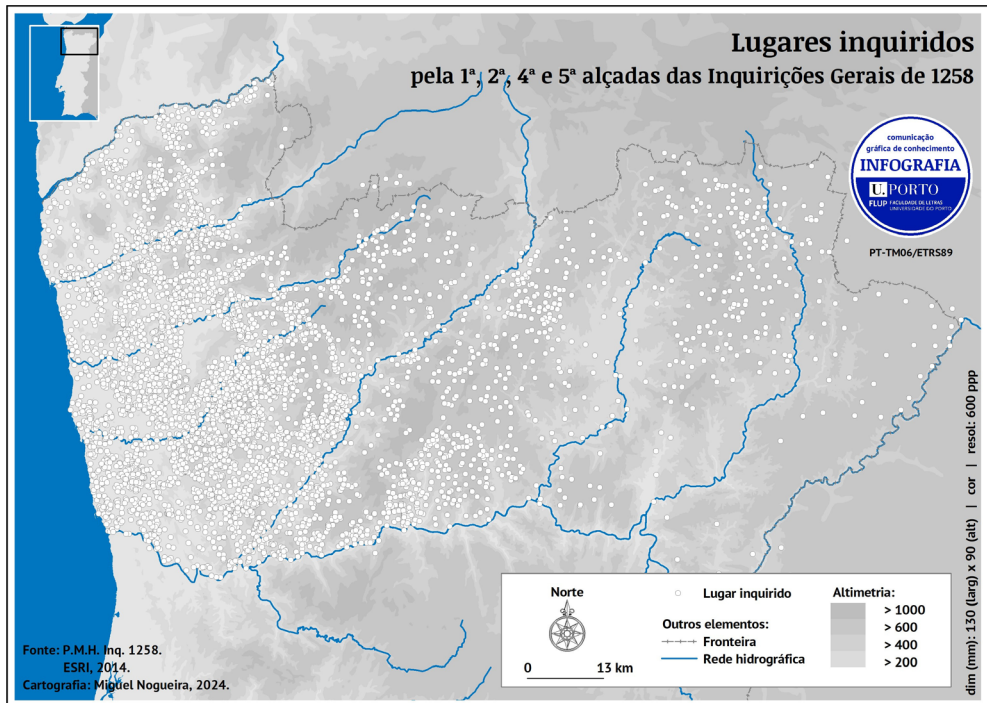 Lugares inquiridos
pela 1ª, 2ª, 4ª e 5ª alçadas das Inquirições Gerais de 1258
comunicação
gráfica de conhecimento
INFOGRAFIA
U. PORTO
FLUP FACULDADE DE LETRAS
UNIVERSIDADE DO PORTO
PT-TM06/ETRS89
dim (mm): 130 (larg) x 90 (alt) | cor | resol: 600 ppp
Norte
0 13 km
Lugar inquirido
Outros elementos:
Fronteira
Rede hidrográfica
Altimetria:
> 1000
> 600
> 400
> 200
Fonte: P.M.H. Inq. 1258.
ESRI, 2014.
Cartografia: Miguel Nogueira, 2024.